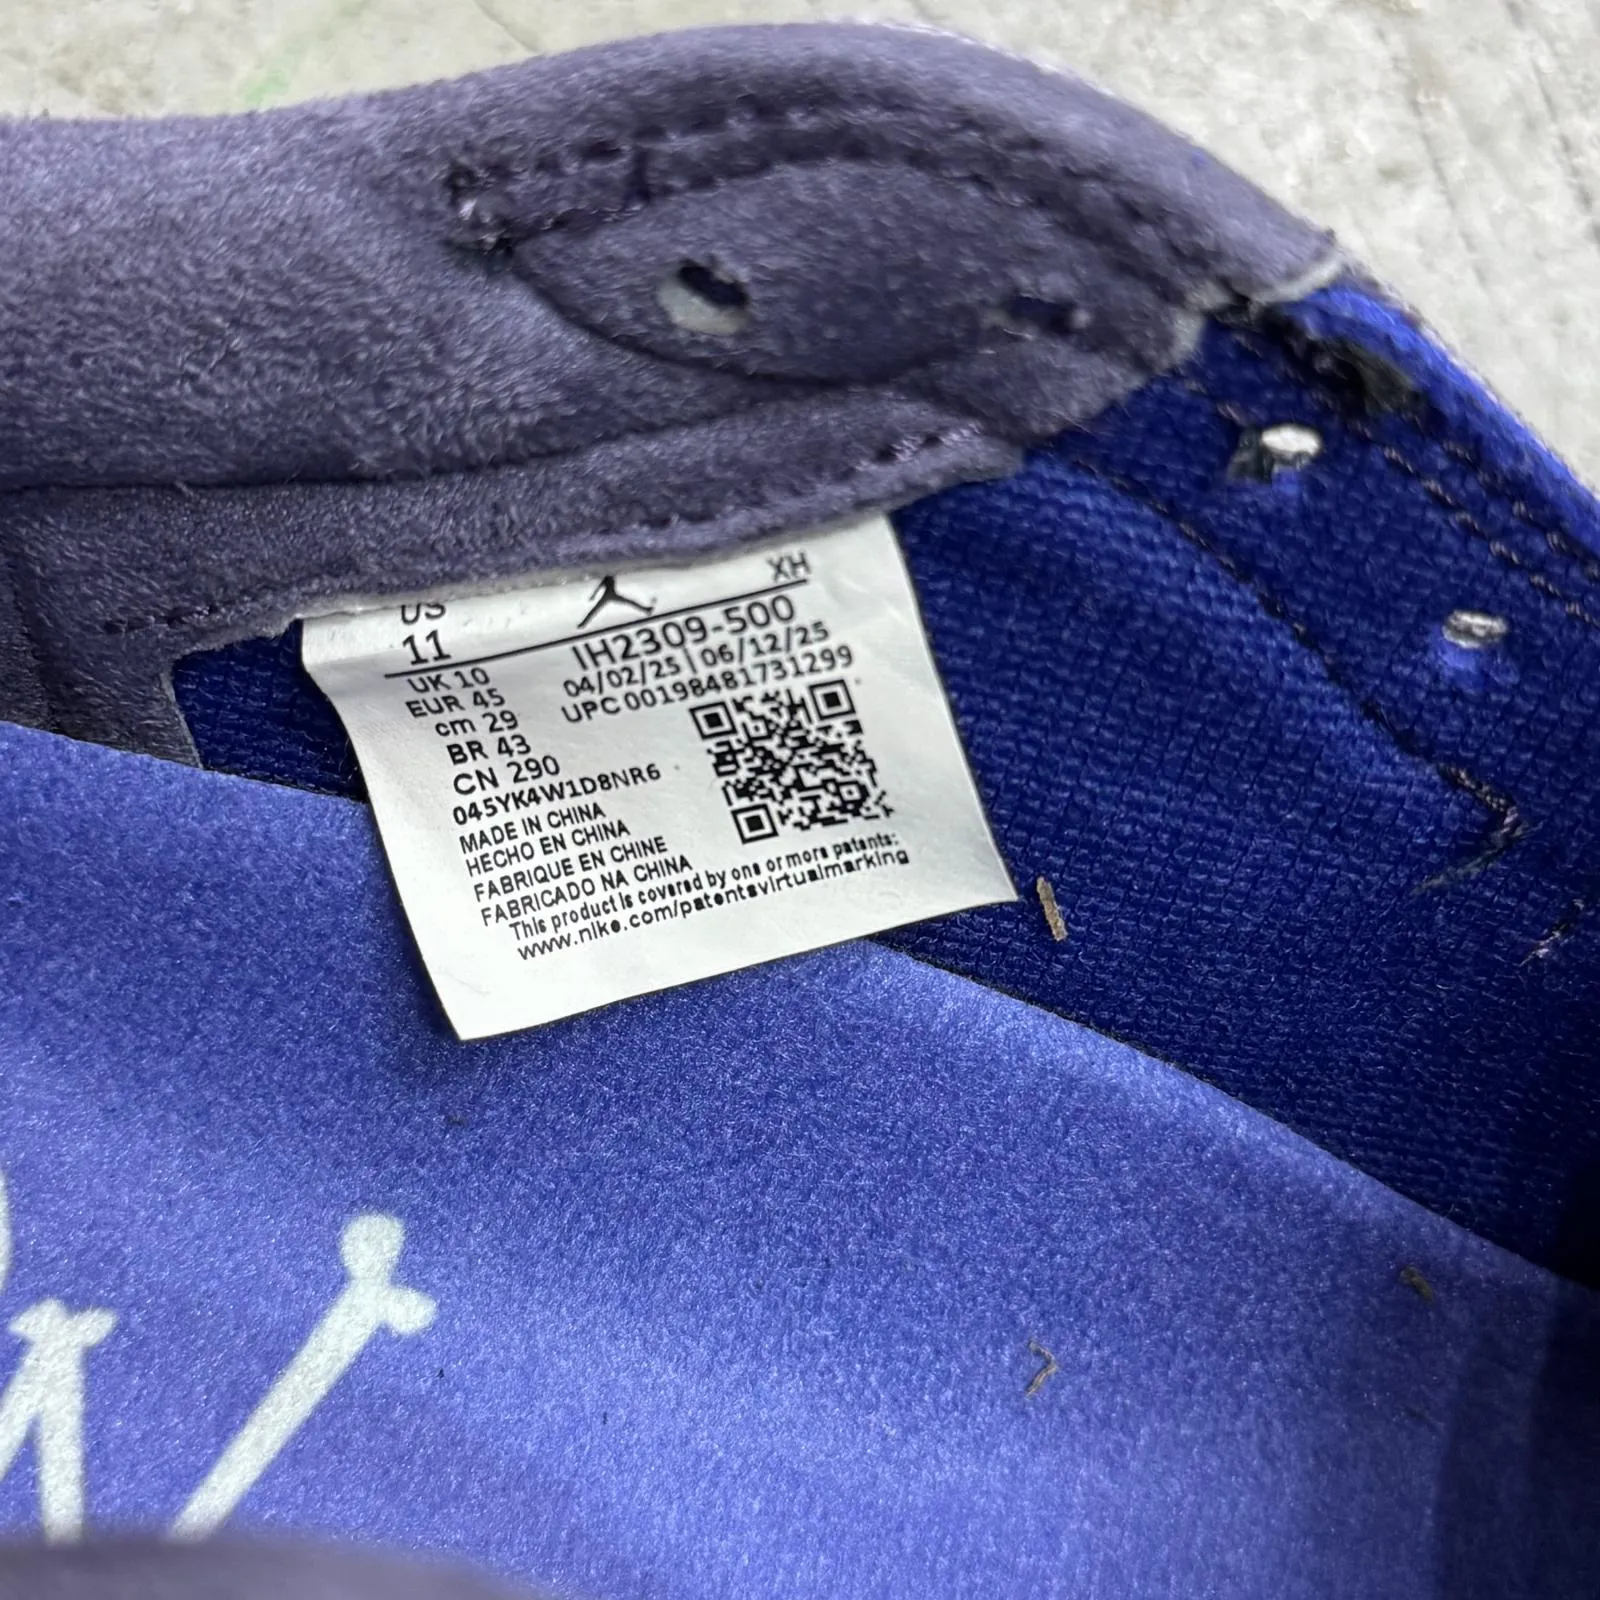 US XH
11 IH2309-500
UK 10 04/02/25 | 06/12/25
EUR 45 UPC 00198481731299
cm 29
BR 43
CN 290
045YK4W1D8NR6
MADE IN CHINA
HECHO EN CHINA
FABRIQUE EN CHINE
FABRICADO NA CHINA
This product is covered by one or more patents:
www.nike.com/patentsvirtualmarking